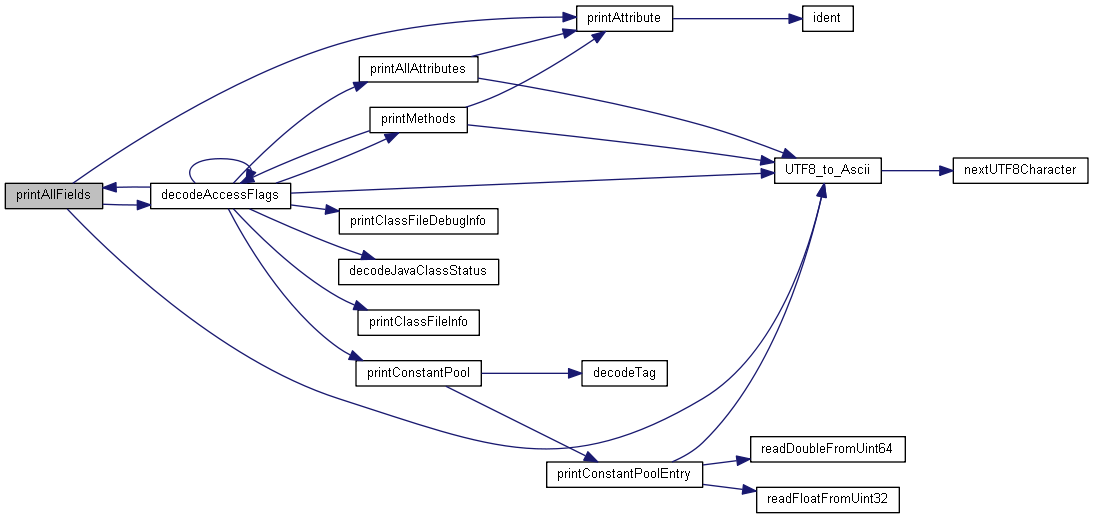 printAttribute
ident
printAllAttributes
printMethods
UTF8_to_Ascii
nextUTF8Character
printAllFields
decodeAccessFlags
printClassFileDebugInfo
decodeJavaClassStatus
printClassFileInfo
printConstantPool
decodeTag
readDoubleFromUint64
printConstantPoolEntry
readFloatFromUint32